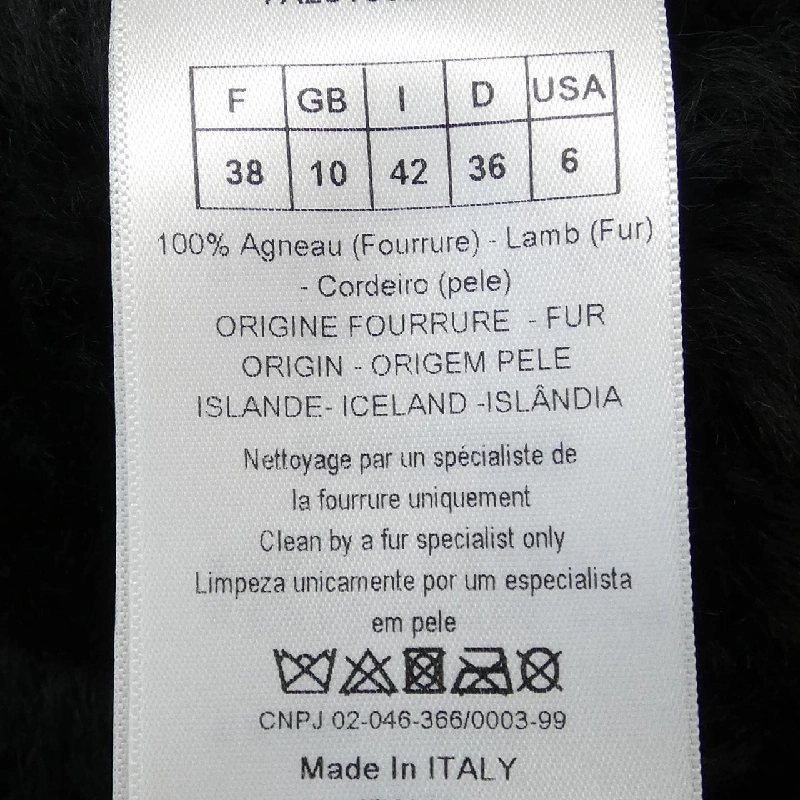 F GB I D USA
38 10 42 36 6
100% Agneau (Fourrure) - Lamb (Fur)
- Cordeiro (pele)
ORIGINE FOURRURE - FUR
ORIGIN - ORIGEM PELE
ISLANDE- ICELAND -ISLÂNDIA
Nettoyage par un spécialiste de
la fourrure uniquement
Clean by a fur specialist only
Limpeza unicamente por um especialista
em pele
CNPJ 02-046-366/0003-99
Made In ITALY